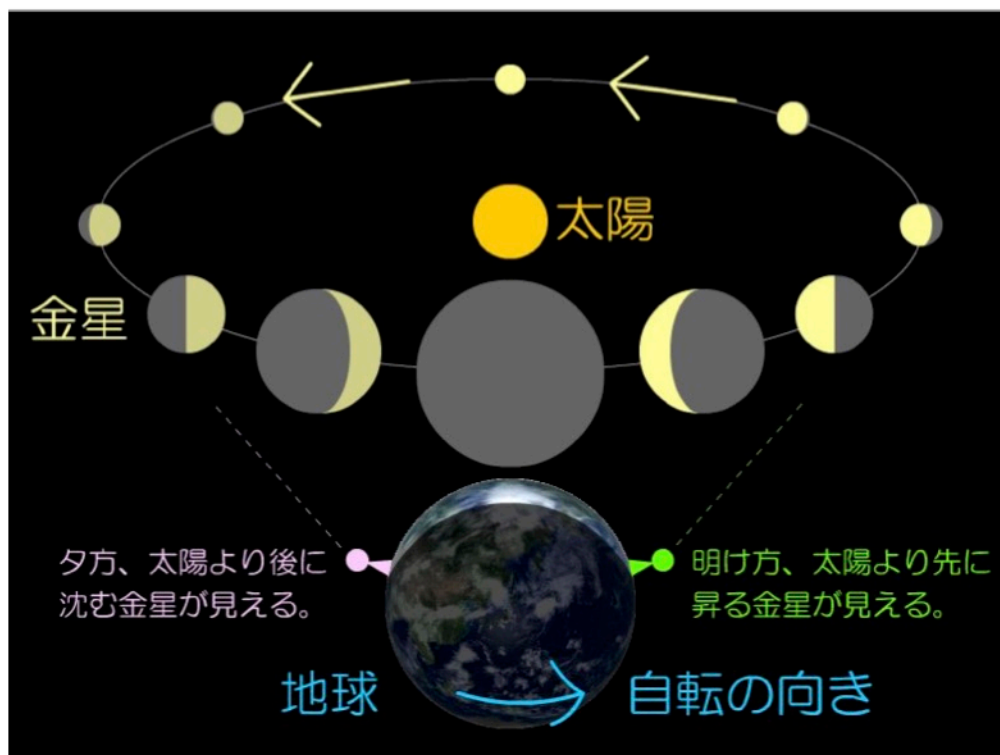 太陽
金星
夕方、太陽より後に
沈む金星が見える。
明け方、太陽より先に
昇る金星が見える。
地球
自転の向き